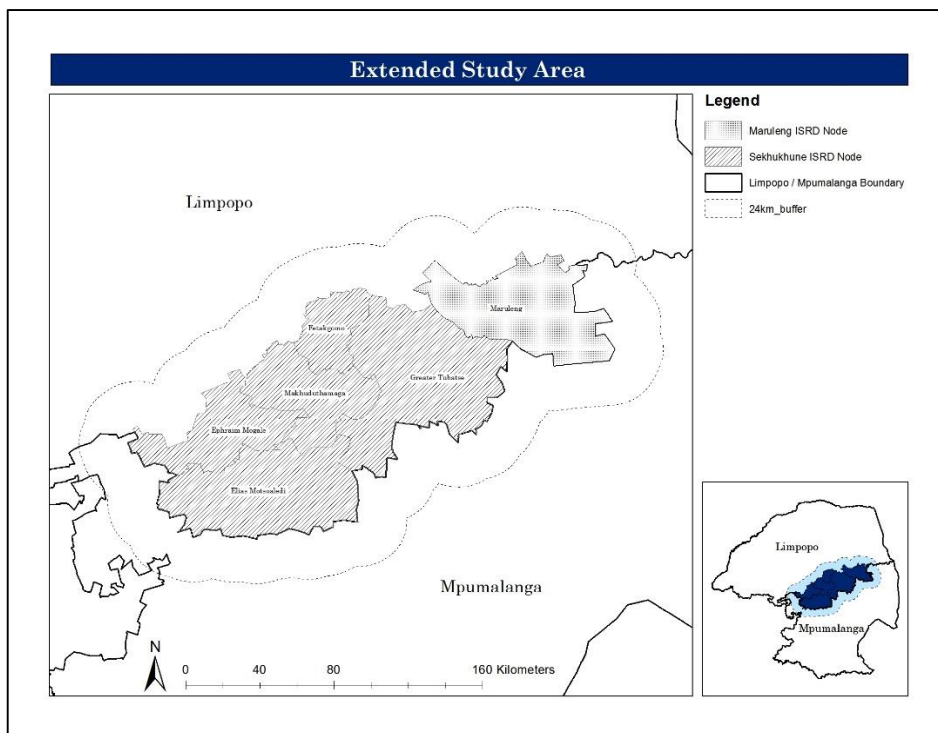 Extended Study Area
Legend
Maruleng ISRD Node
Sekhukhune ISRD Node
Limpopo / Mpumalanga Boundary
24km_buffer
Limpopo
Maruleng
Fetakgomo
Greater Tubatse
Makhuduthamaga
Ephraim Mogale
Elias Motsoaledi
Mpumalanga
N
0 40 80 160 Kilometers
Limpopo
Mpumalanga